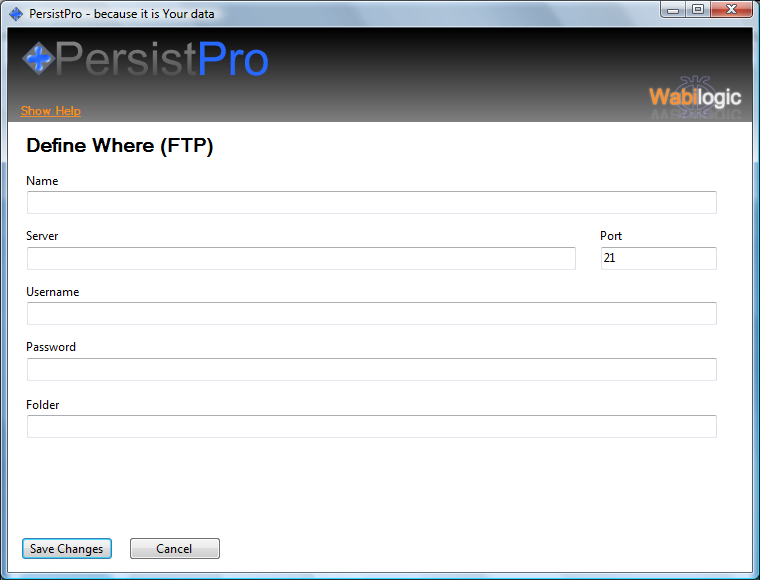 PersistPro - because it is Your data
PersistPro
Show Help
Wabilogic
Define Where (FTP)
Name
Server Port
21
Username
Password
Folder
Save Changes Cancel